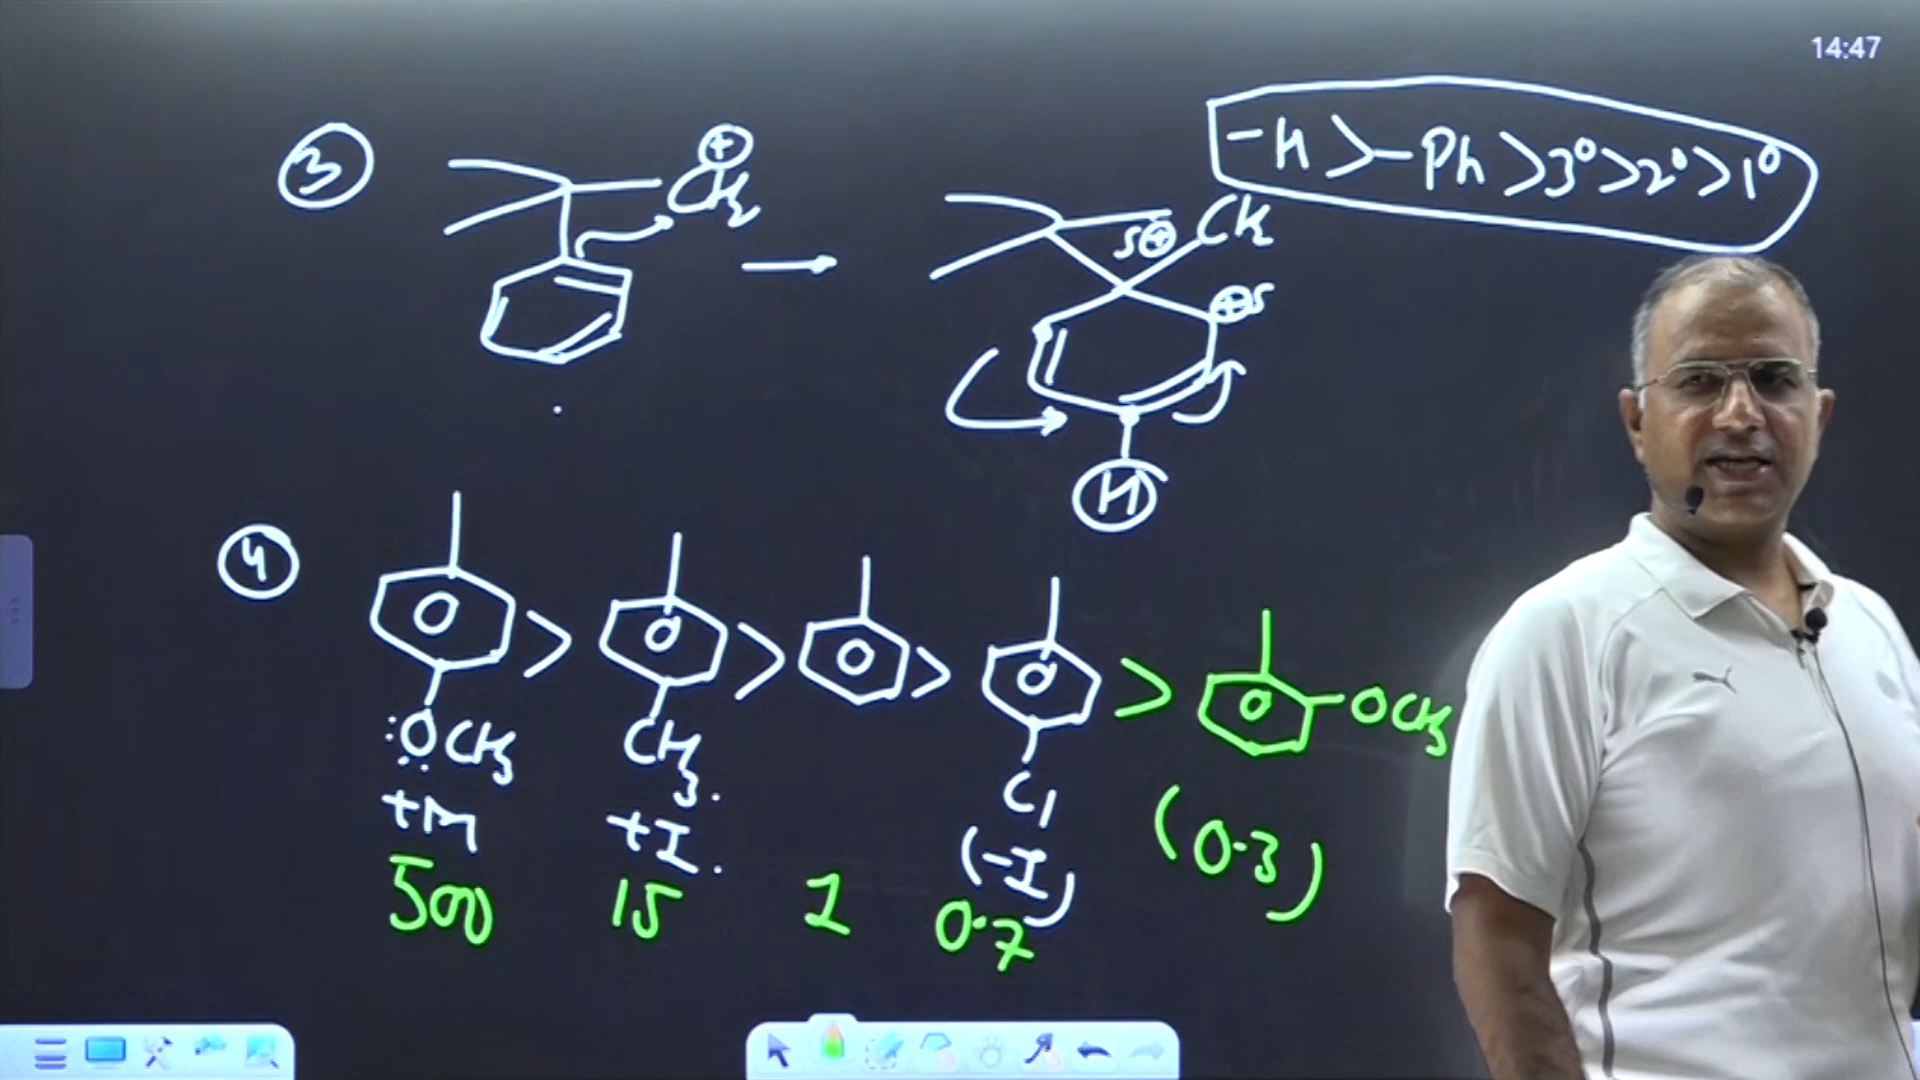 14:47
-H > -Ph > 3° > 2° > 1°
3
⊕
CH2
→
CH2
δ⊕
⊕δ
H
4
> > > >
OCH3
:ÖCH3
CH3
Cl
+M
+I
(-I)
(0.3)
500 15 1 0.7